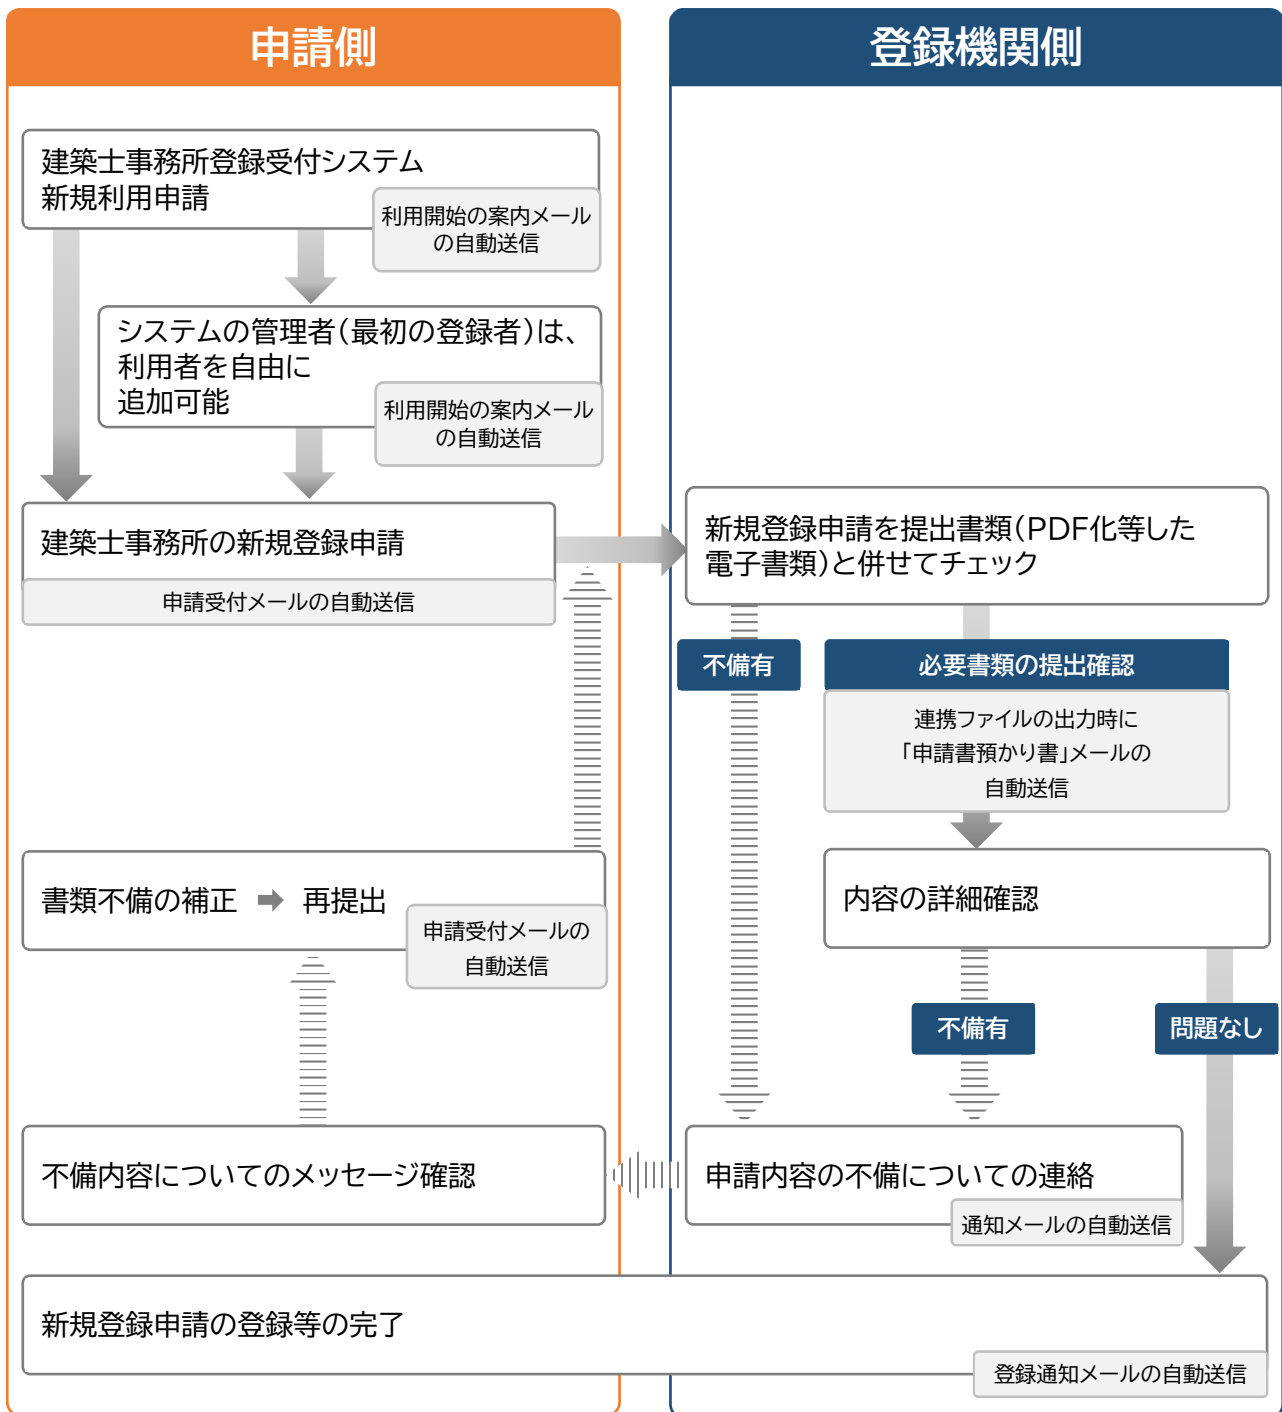 申請側
登録機関側
建築士事務所登録受付システム
新規利用申請
利用開始の案内メール
の自動送信
システムの管理者(最初の登録者)は、
利用者を自由に
追加可能
利用開始の案内メール
の自動送信
建築士事務所の新規登録申請
申請受付メールの自動送信
新規登録申請を提出書類(PDF化等した
電子書類)と併せてチェック
不備有
必要書類の提出確認
連携ファイルの出力時に
「申請書預かり書」メールの
自動送信
書類不備の補正 ➡ 再提出
申請受付メールの
自動送信
内容の詳細確認
不備有
問題なし
不備内容についてのメッセージ確認
申請内容の不備についての連絡
通知メールの自動送信
新規登録申請の登録等の完了
登録通知メールの自動送信